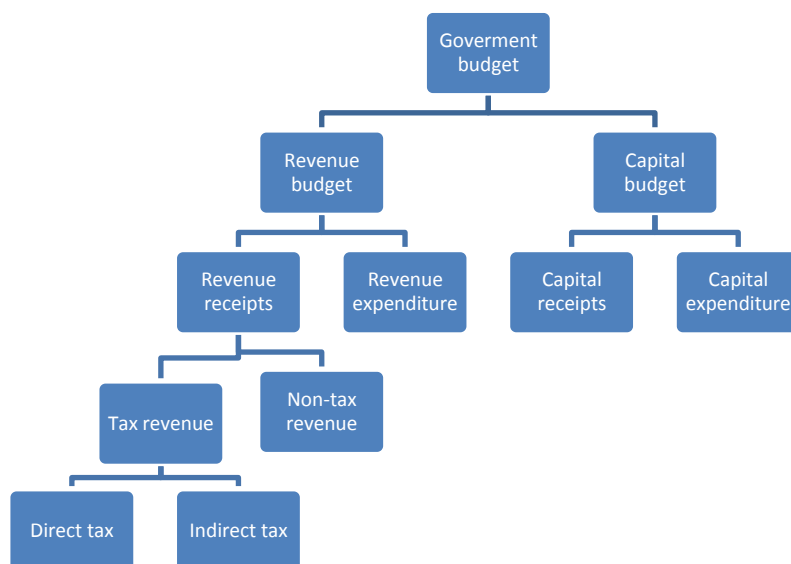 Goverment
budget
Revenue
budget
Capital
budget
Revenue
receipts
Revenue
expenditure
Capital
receipts
Capital
expenditure
Tax revenue
Non-tax
revenue
Direct tax
Indirect tax